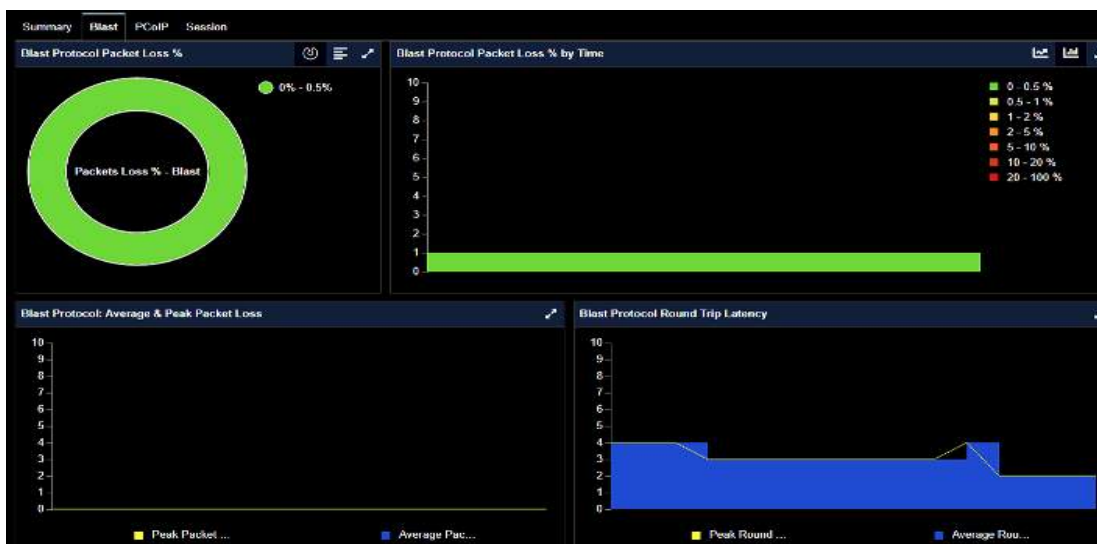 Summary Blast PCoIP Session
Blast Protocol Packet Loss %
0% - 0.5%
Packets Loss % - Blast
Blast Protocol Packet Loss % by Time
10
9
8
7
6
5
4
3
2
1
0
0 - 0.5 %
0.5 - 1 %
1 - 2 %
2 - 5 %
5 - 10 %
10 - 20 %
20 - 100 %
Blast Protocol: Average & Peak Packet Loss
10
9
8
7
6
5
4
3
2
1
0
Peak Packet ...
Average Pac...
Blast Protocol Round Trip Latency
10
9
8
7
6
5
4
3
2
1
0
Peak Round ...
Average Rou...